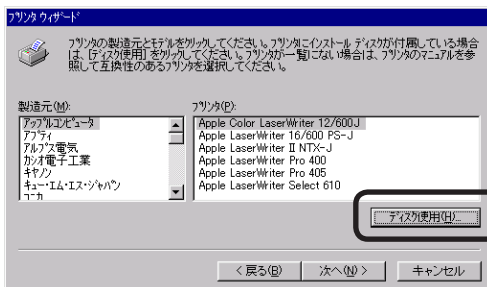 プリンタ ウィザード
プリンタの製造元とモデルをクリックしてください。プリンタにインストール ディスクが付属している場合
は、[ディスク使用] をクリックしてください。プリンタが一覧にない場合は、プリンタのマニュアルを参
照して互換性のあるプリンタを選択してください。
製造元(M):
プリンタ(P):
アップルコンピュータ
アプティ
アルプス電気
カシオ電子工業
キヤノン
キュー・エム・エス・ジャパン
コニカ
Apple Color LaserWriter 12/600J
Apple LaserWriter 16/600 PS-J
Apple LaserWriter II NTX-J
Apple LaserWriter Pro 400
Apple LaserWriter Pro 405
Apple LaserWriter Select 610
ディスク使用(H)...
< 戻る(B)
次へ(N) >
キャンセル